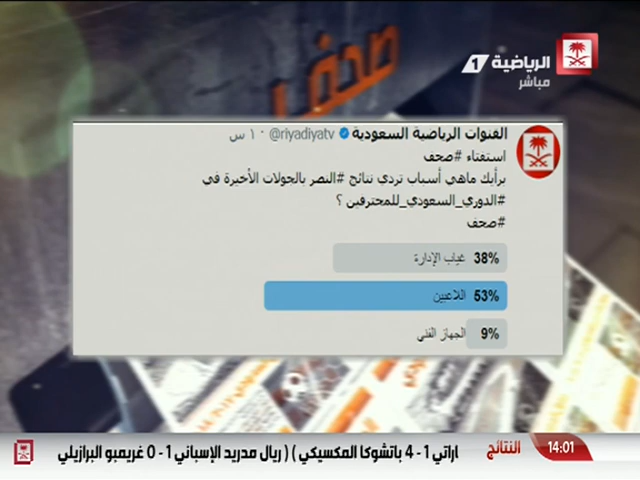 صحف
الرياضية 1
مباشر
القنوات الرياضية السعودية @riyadiyatv · ١ س
استفتاء #صحف
برأيك ماهي أسباب تردي نتائج #النصر بالجولات الأخيرة في
#الدوري_السعودي_للمحترفين ؟
#صحف
38% غياب الإدارة
53% اللاعبين
9% الجهاز الفني
14:01 النتائج اراتي 1 - 4 باتشوكا المكسيكي ) ( ريال مدريد الإسباني 1 - 0 غريمبو البرازيلي